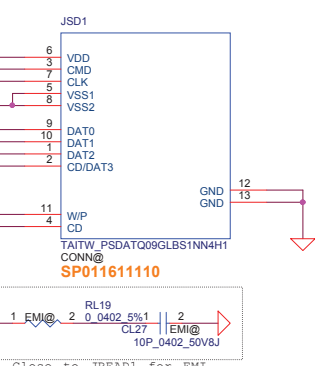 JSD1
6 VDD
3 CMD
7 CLK
5 VSS1
8 VSS2
9 DAT0
10 DAT1
1 DAT2
2 CD/DAT3
GND 12
GND 13
11 W/P
4 CD
TAITW_PSDATQ09GLBS1NN4H1
CONN@
SP011611110
RL19
1 EMI@ 2 0_0402_5% 1 2
CL27 EMI@
10P_0402_50V8J